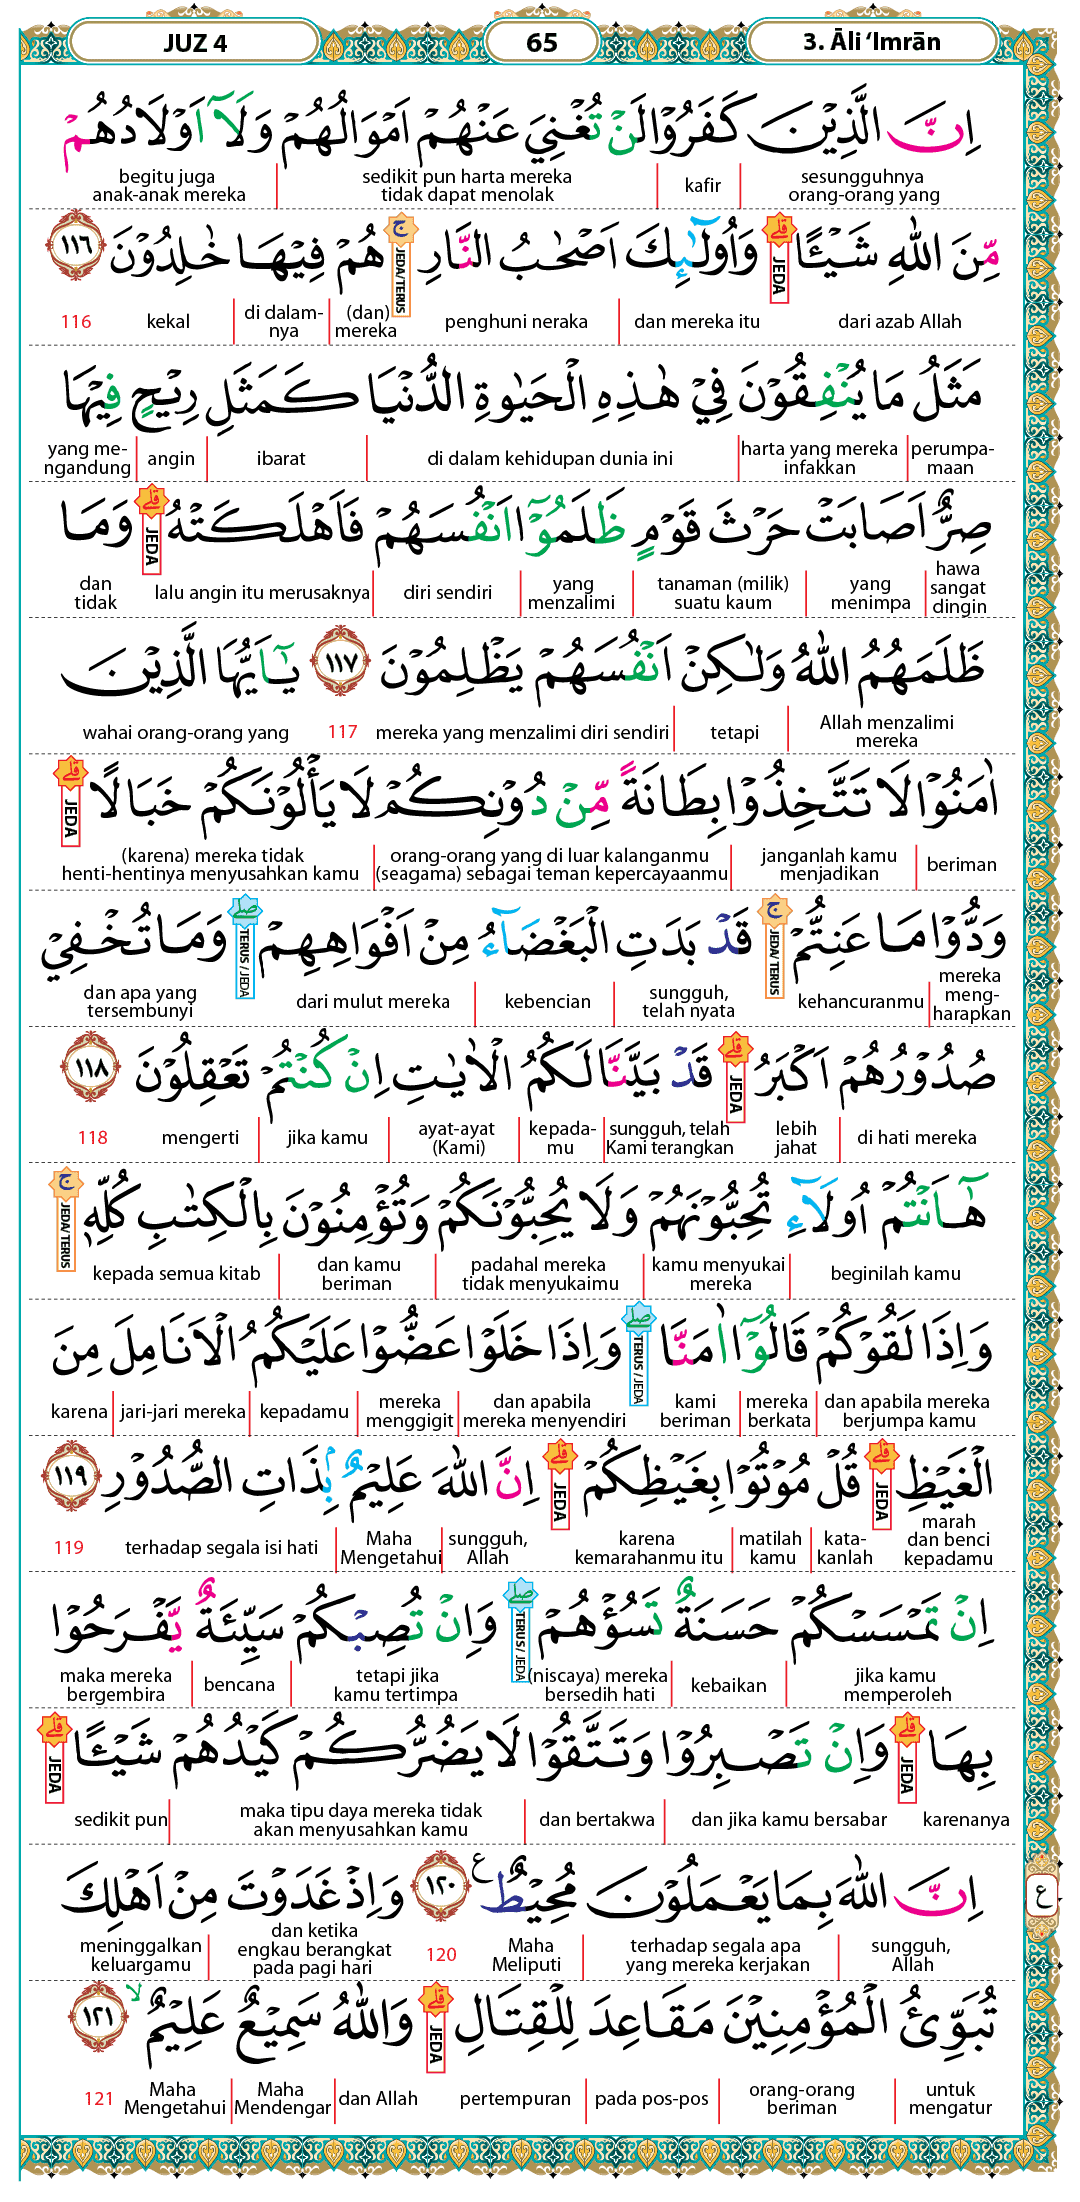 JUZ 4 65 3. Āli ‘Imrān
اِنَّ الَّذِيْنَ كَفَرُوْا لَنْ تُغْنِيَ عَنْهُمْ اَمْوَالُهُمْ وَلَآ اَوْلَادُهُمْ
sesungguhnya orang-orang yang | kafir | sedikit pun harta mereka tidak dapat menolak | begitu juga anak-anak mereka
مِّنَ اللّٰهِ شَيْـًٔا ۗ وَاُولٰۤىِٕكَ اَصْحٰبُ النَّارِ ۚ هُمْ فِيْهَا خٰلِدُوْنَ ١١٦
JEDA JEDA/TERUS
dari azab Allah dan mereka itu | penghuni neraka (dan) mereka | di dalam-nya | kekal 116
مَثَلُ مَا يُنْفِقُوْنَ فِيْ هٰذِهِ الْحَيٰوةِ الدُّنْيَا كَمَثَلِ رِيْحٍ فِيْهَا
perumpa-maan | harta yang mereka infakkan | di dalam kehidupan dunia ini | ibarat | angin | yang me-ngandung
صِرٌّ اَصَابَتْ حَرْثَ قَوْمٍ ظَلَمُوْٓا اَنْفُسَهُمْ فَاَهْلَكَتْهُ ۗ وَمَا
JEDA
hawa sangat dingin | yang menimpa | tanaman (milik) suatu kaum | yang menzalimi | diri sendiri | lalu angin itu merusaknya dan tidak
ظَلَمَهُمُ اللّٰهُ وَلٰكِنْ اَنْفُسَهُمْ يَظْلِمُوْنَ ١١٧ يٰٓاَيُّهَا الَّذِيْنَ
Allah menzalimi mereka | tetapi | mereka yang menzalimi diri sendiri 117 wahai orang-orang yang
اٰمَنُوْا لَا تَتَّخِذُوْا بِطَانَةً مِّنْ دُوْنِكُمْ لَا يَأْلُوْنَكُمْ خَبَالًا ۗ
JEDA
beriman | janganlah kamu menjadikan | orang-orang yang di luar kalanganmu (seagama) sebagai teman kepercayaanmu | (karena) mereka tidak henti-hentinya menyusahkan kamu
وَدُّوْا مَا عَنِتُّمْ ۚ قَدْ بَدَتِ الْبَغْضَاۤءُ مِنْ اَفْوَاهِهِمْ ۖ وَمَا تُخْفِيْ
JEDA/TERUS TERUS/JEDA
mereka meng-harapkan | kehancuranmu sungguh, telah nyata | kebencian | dari mulut mereka dan apa yang tersembunyi
صُدُوْرُهُمْ اَكْبَرُ ۗ قَدْ بَيَّنَّا لَكُمُ الْاٰيٰتِ اِنْ كُنْتُمْ تَعْقِلُوْنَ ١١٨
JEDA
di hati mereka | lebih jahat sungguh, telah Kami terangkan | kepada-mu | ayat-ayat (Kami) | jika kamu | mengerti 118
هٰٓاَنْتُمْ اُولَاۤءِ تُحِبُّوْنَهُمْ وَلَا يُحِبُّوْنَكُمْ وَتُؤْمِنُوْنَ بِالْكِتٰبِ كُلِّهٖ ۚ
JEDA/TERUS
beginilah kamu | kamu menyukai mereka | padahal mereka tidak menyukaimu | dan kamu beriman | kepada semua kitab
وَاِذَا لَقُوْكُمْ قَالُوْٓا اٰمَنَّا ۖ وَاِذَا خَلَوْا عَضُّوْا عَلَيْكُمُ الْاَنَامِلَ مِنَ
TERUS/JEDA
dan apabila mereka berjumpa kamu | mereka berkata | kami beriman dan apabila mereka menyendiri | mereka menggigit | kepadamu | jari-jari mereka | karena
الْغَيْظِ ۗ قُلْ مُوْتُوْا بِغَيْظِكُمْ ۗ اِنَّ اللّٰهَ عَلِيْمٌ ۢ بِذَاتِ الصُّدُوْرِ ١١٩
JEDA JEDA
marah dan benci kepadamu kata-kanlah | matilah kamu | karena kemarahanmu itu sungguh, Allah | Maha Mengetahui | terhadap segala isi hati 119
اِنْ تَمْسَسْكُمْ حَسَنَةٌ تَسُؤْهُمْ ۖ وَاِنْ تُصِبْكُمْ سَيِّئَةٌ يَّفْرَحُوْا
TERUS/JEDA
jika kamu memperoleh | kebaikan | (niscaya) mereka bersedih hati tetapi jika kamu tertimpa | bencana | maka mereka bergembira
بِهَا ۗ وَاِنْ تَصْبِرُوْا وَتَتَّقُوْا لَا يَضُرُّكُمْ كَيْدُهُمْ شَيْـًٔا ۗ
JEDA JEDA
karenanya dan jika kamu bersabar | dan bertakwa | maka tipu daya mereka tidak akan menyusahkan kamu | sedikit pun
اِنَّ اللّٰهَ بِمَا يَعْمَلُوْنَ مُحِيْطٌ ࣖ ١٢٠ وَاِذْ غَدَوْتَ مِنْ اَهْلِكَ
ع
sungguh, Allah | terhadap segala apa yang mereka kerjakan | Maha Meliputi 120 dan ketika engkau berangkat pada pagi hari | meninggalkan keluargamu
تُبَوِّئُ الْمُؤْمِنِيْنَ مَقَاعِدَ لِلْقِتَالِ ۗ وَاللّٰهُ سَمِيْعٌ عَلِيْمٌ ۙ ١٢١
JEDA
untuk mengatur | orang-orang beriman | pada pos-pos | pertempuran dan Allah | Maha Mendengar | Maha Mengetahui 121